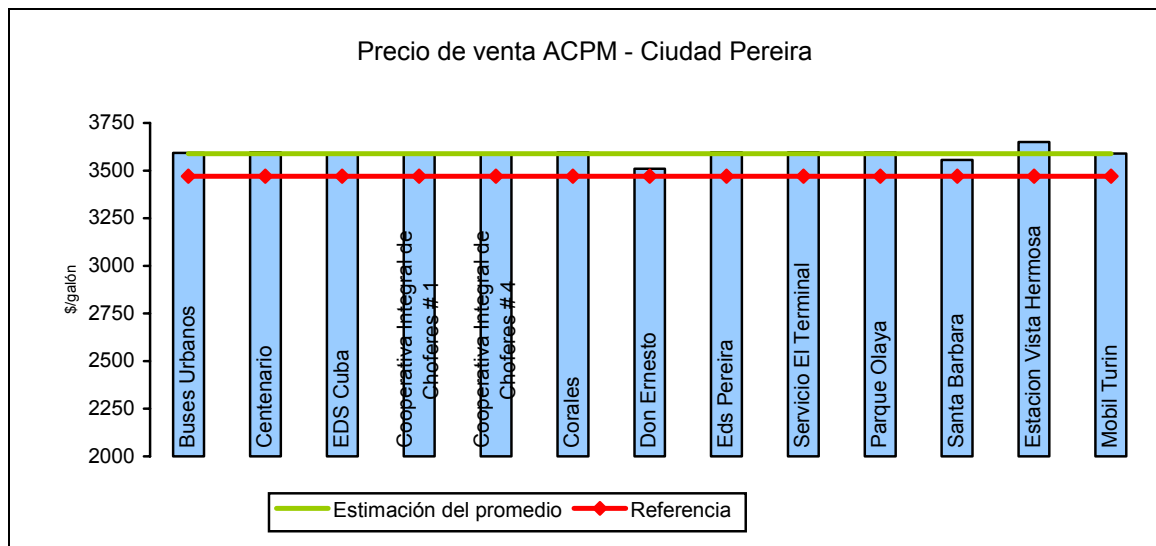 Precio de venta ACPM - Ciudad Pereira
$/galón
3750
3500
3250
3000
2750
2500
2250
2000
Buses Urbanos
Centenario
EDS Cuba
Cooperativa Integral de
Choferes # 1
Cooperativa Integral de
Choferes # 4
Corales
Don Ernesto
Eds Pereira
Servicio El Terminal
Parque Olaya
Santa Barbara
Estacion Vista Hermosa
Mobil Turin
Estimación del promedio
Referencia